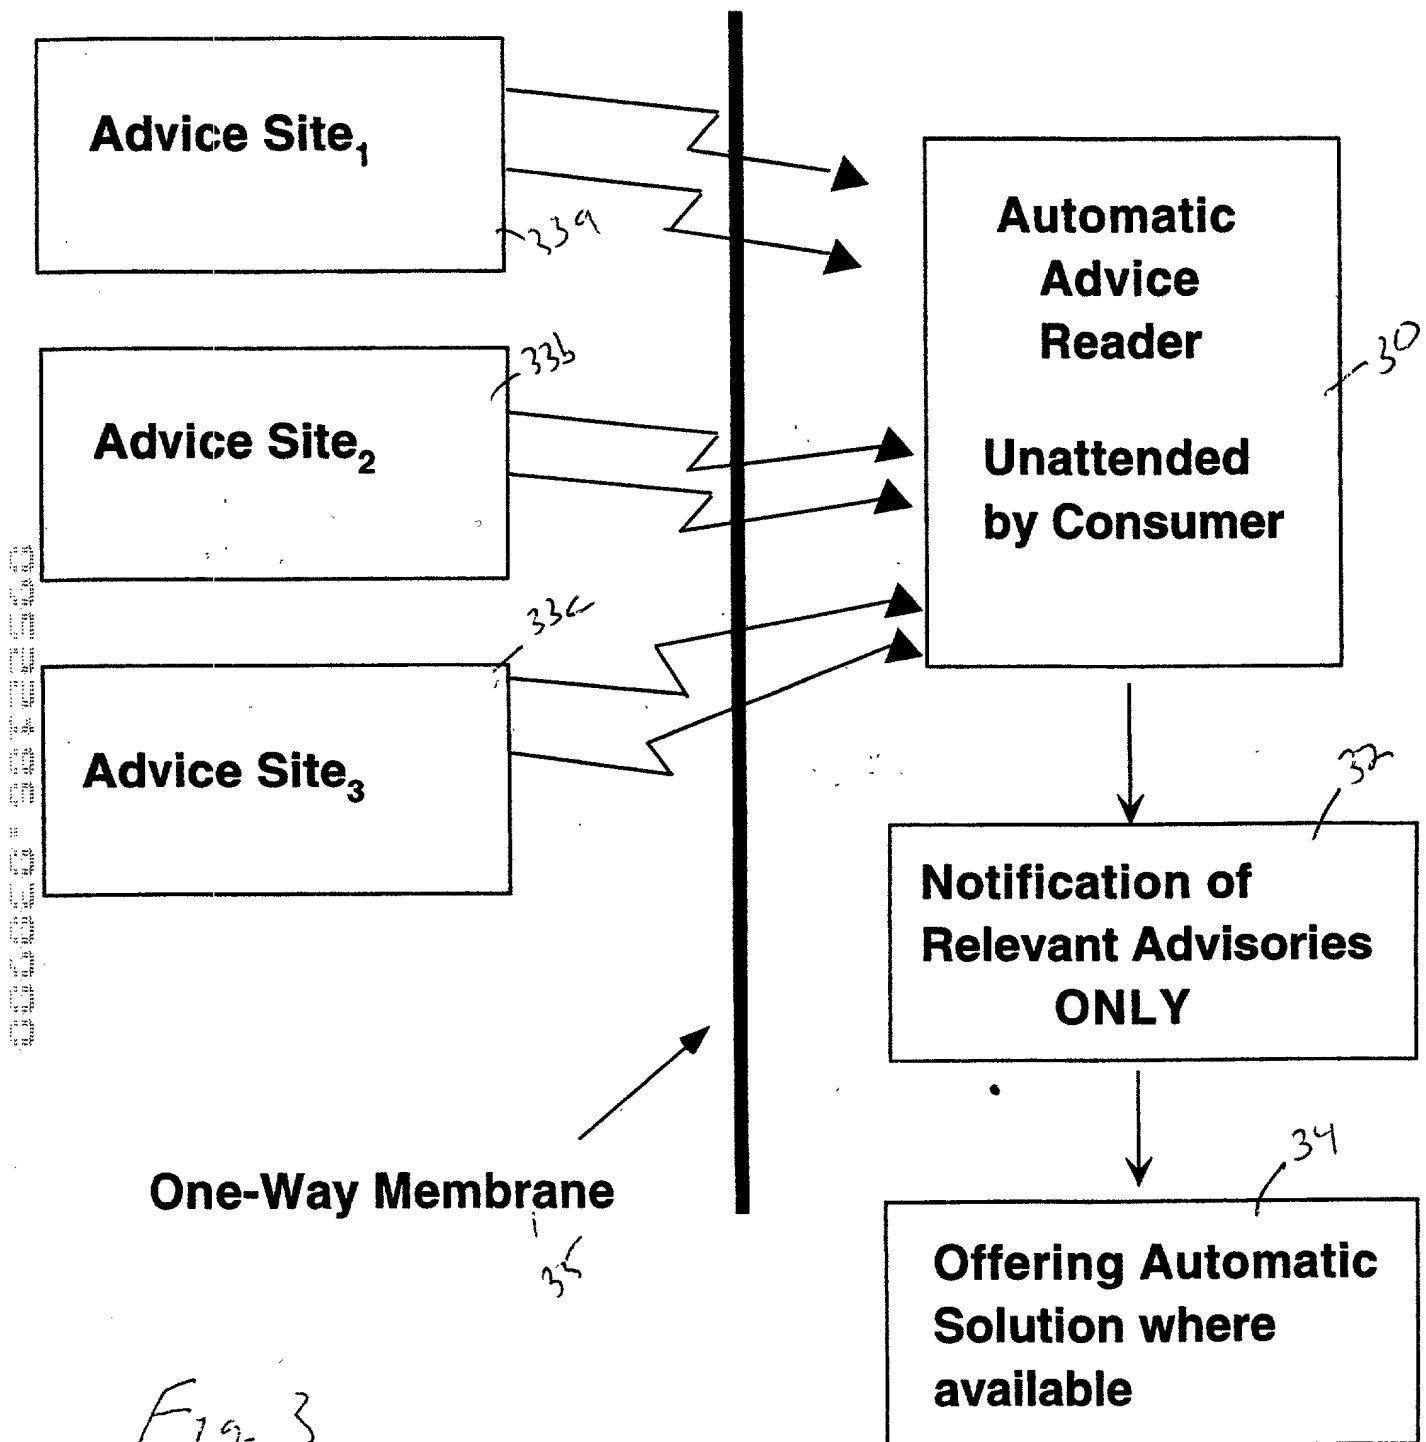 Advice Site1
33a
Advice Site2
33b
Advice Site3
33c
Automatic
Advice
Reader
Unattended
by Consumer
30
32
Notification of
Relevant Advisories
ONLY
One-Way Membrane
35
34
Offering Automatic
Solution where
available
Fig. 3